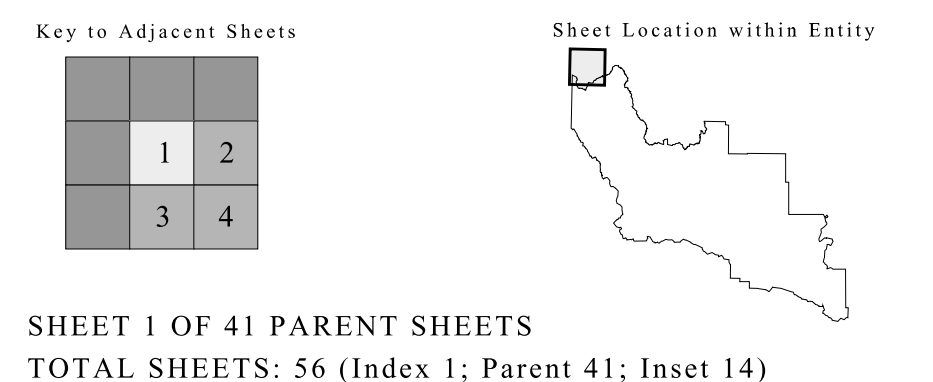 Key to Adjacent Sheets
Sheet Location within Entity
1 2
3 4
SHEET 1 OF 41 PARENT SHEETS
TOTAL SHEETS: 56 (Index 1; Parent 41; Inset 14)